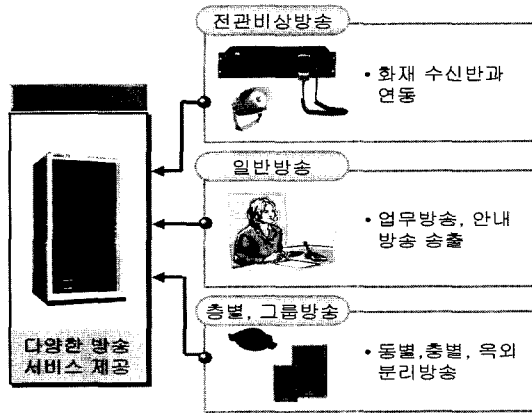 전관비상방송
• 화재 수신반과
연동
일반방송
• 업무방송, 안내
방송 송출
층별, 그룹방송
• 동별,층별, 옥외
분리방송
다양한 방송
서비스 제공